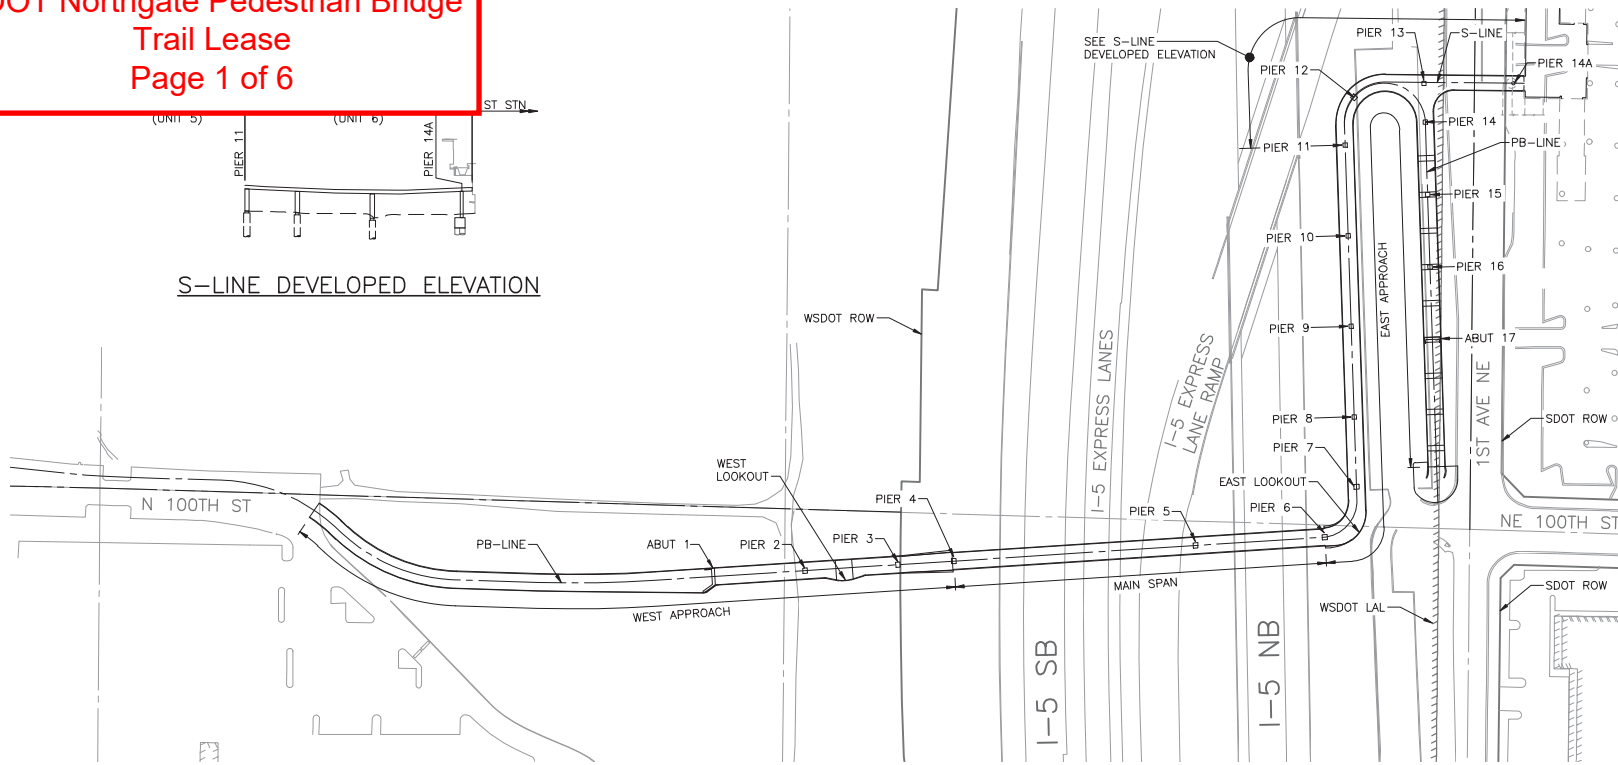 Northgate Pedestrian Bridge
Trail Lease
Page 1 of 6
ST STN
(UNIT 5)
(UNIT 6)
PIER 11
PIER 14A
S-LINE DEVELOPED ELEVATION
SEE S-LINE
DEVELOPED ELEVATION
PIER 13
S-LINE
PIER 12
PIER 14A
PIER 14
PIER 11
PB-LINE
PIER 15
PIER 10
PIER 16
EAST APPROACH
WSDOT ROW
PIER 9
ABUT 17
I-5 EXPRESS LANES
I-5 EXPRESS
LANE RAMP
1ST AVE NE
PIER 8
SDOT ROW
PIER 7
WEST
LOOKOUT
EAST LOOKOUT
PIER 4
N 100TH ST
PIER 5
PIER 6
NE 100TH ST
PB-LINE
ABUT 1
PIER 2
PIER 3
MAIN SPAN
SDOT ROW
WEST APPROACH
WSDOT LAL
I-5 SB
I-5 NB